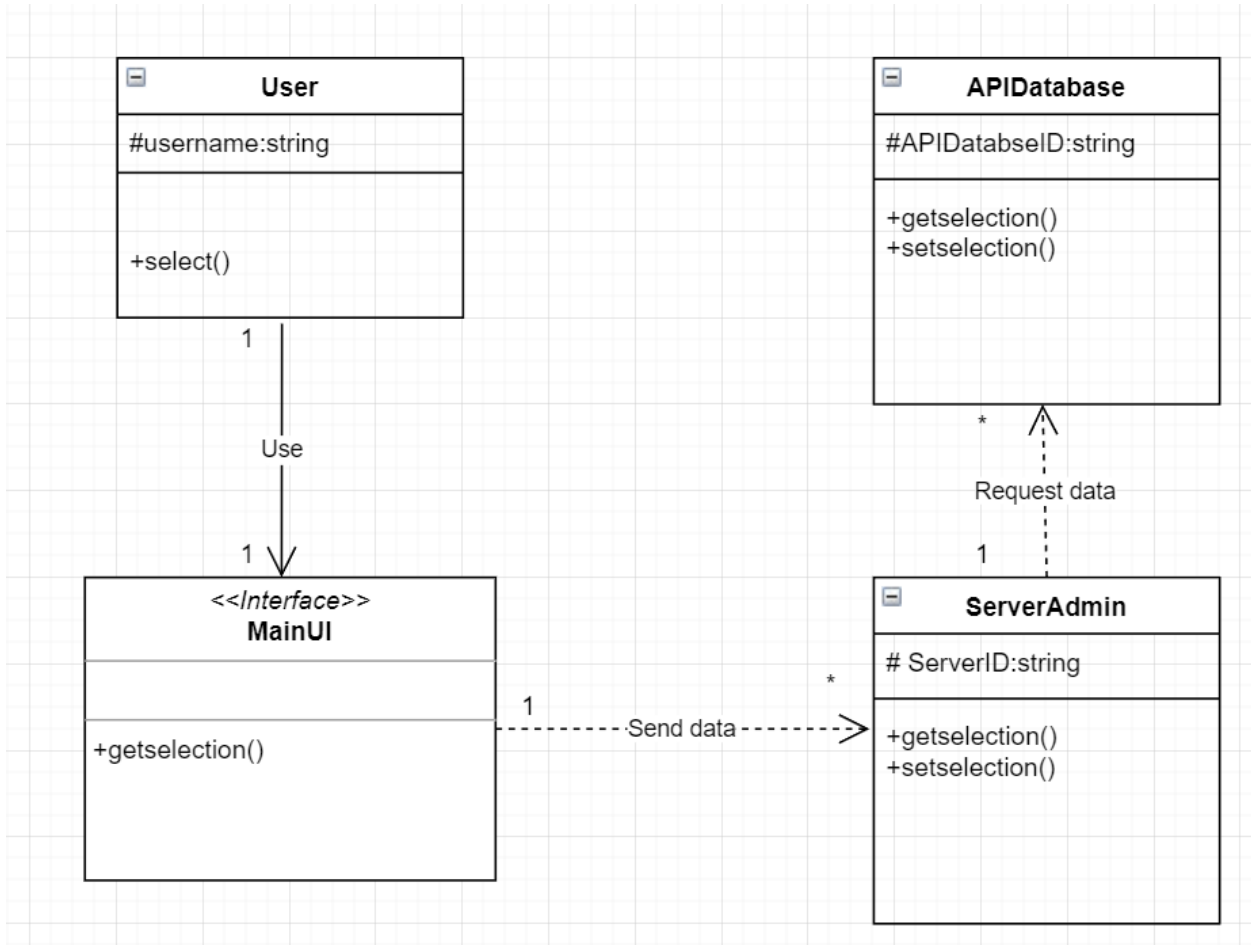 User
#username:string
+select()
1
Use
1
<<Interface>>
MainUI
+getselection()
1
Send data
*
APIDatabase
#APIDatabseID:string
+getselection()
+setselection()
*
Request data
1
ServerAdmin
# ServerID:string
+getselection()
+setselection()